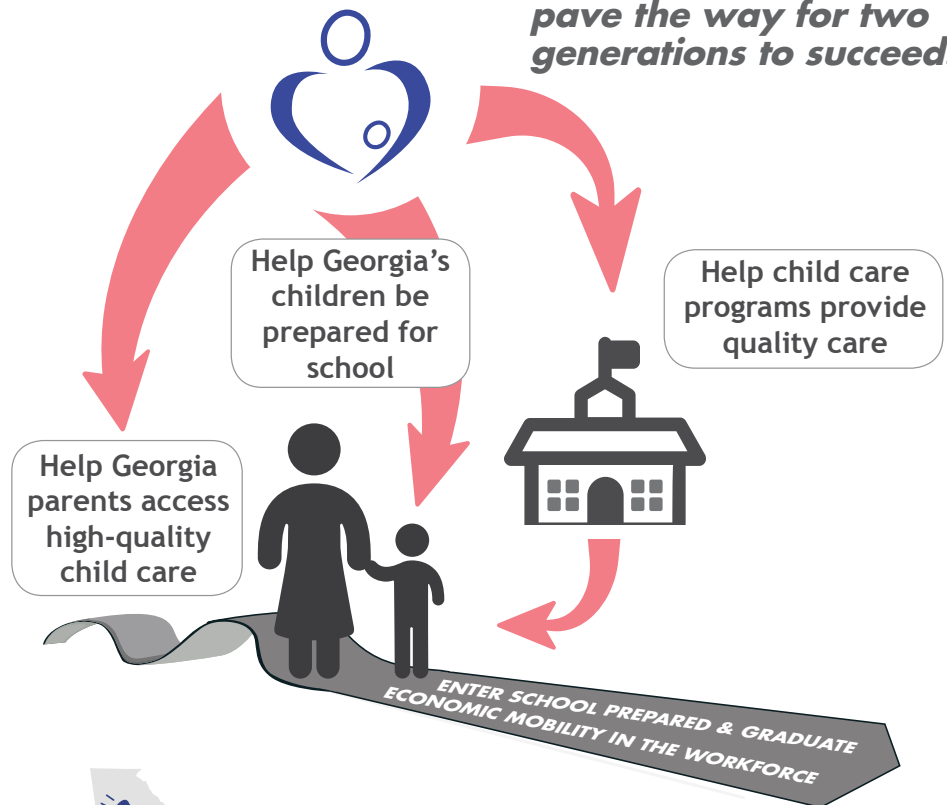 pave the way for two
generations to succeed.
Help Georgia's
children be
prepared for
school
Help child care
programs provide
quality care
Help Georgia
parents access
high-quality
child care
ENTER SCHOOL PREPARED & GRADUATE
ECONOMIC MOBILITY IN THE WORKFORCE